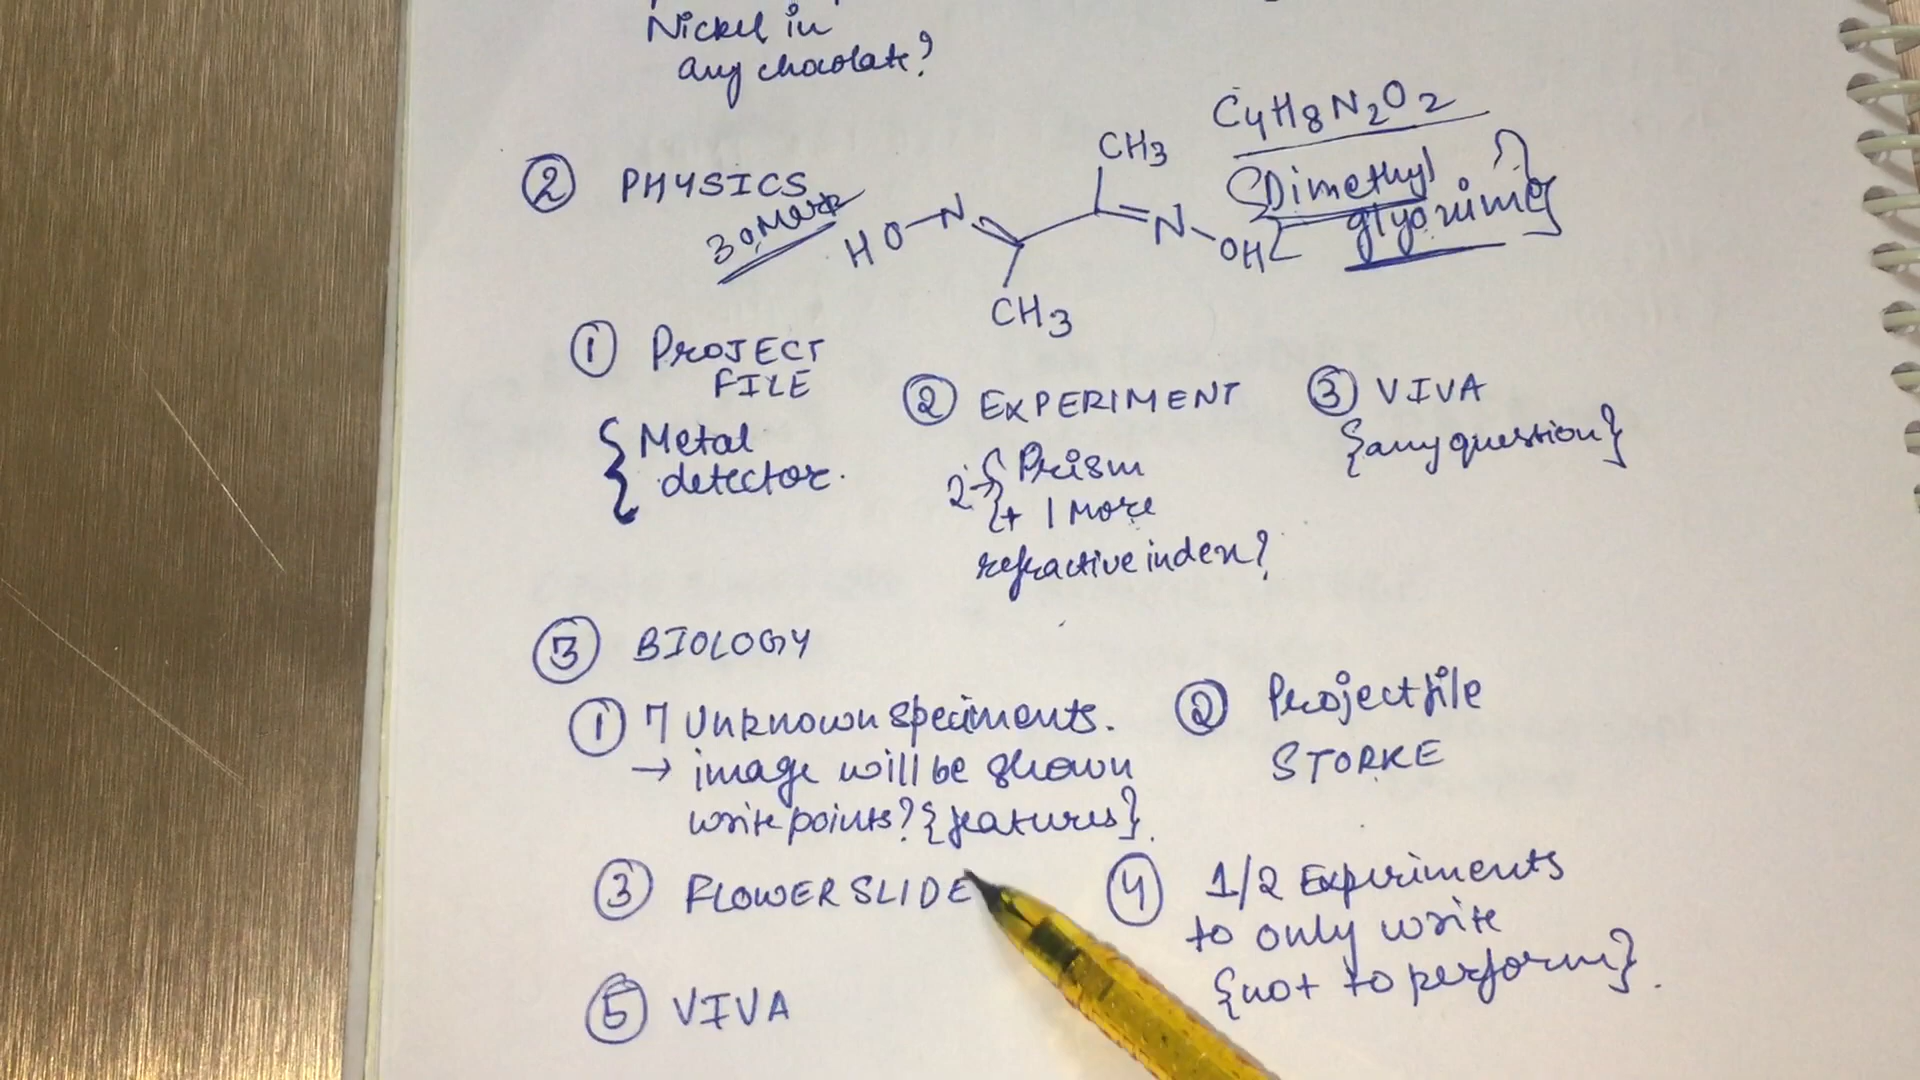 Nickel in
any chocolate?
C4H8N2O2
CH3
② PHYSICS
30 Marks
HO-N
N-OH
{Dimethyl
glyoxime}
CH3
① PROJECT
FILE
{Metal
detector.
② EXPERIMENT
2→{Prism
+ 1 More
refractive index?
③ VIVA
{any question}
③ BIOLOGY
① 7 Unknown speciments.
→ image will be shown
write points? {features}.
② Project file
STORKE
③ FLOWER SLIDE
④ 1/2 Experiments
to only write
{not to perform}.
⑤ VIVA